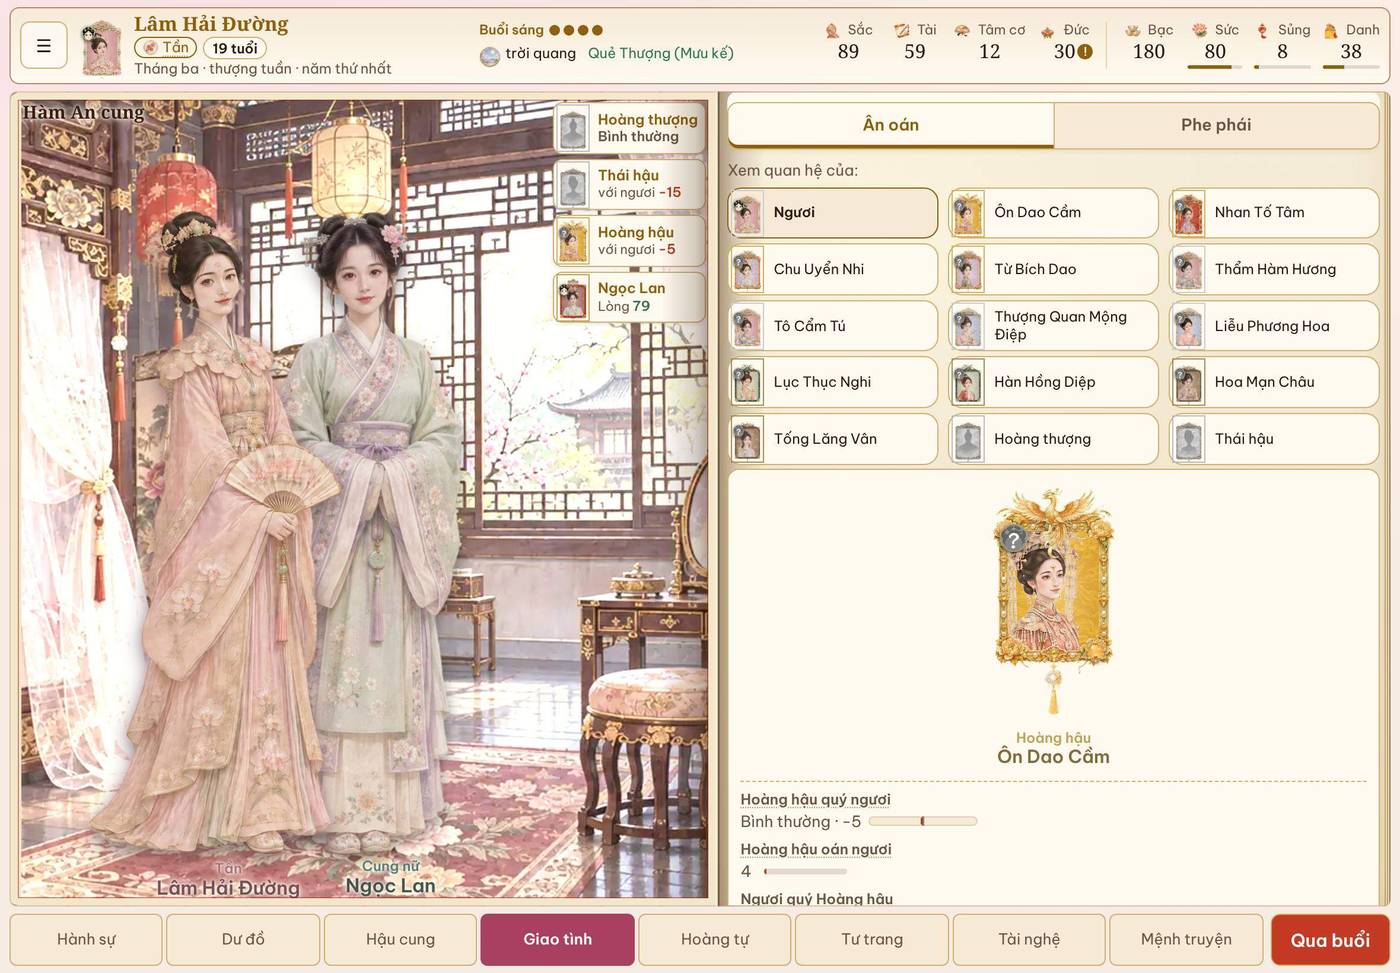 ☰
Lâm Hải Đường
Tần
19 tuổi
Tháng ba · thượng tuần · năm thứ nhất
Buổi sáng
trời quang
Quẻ Thượng (Mưu kế)
Sắc
89
Tài
59
Tâm cơ
12
Đức
30
!
Bạc
180
Sức
80
Sủng
8
Danh
38
Hàm An cung
Hoàng thượng
Bình thường
Thái hậu
với ngươi -15
Hoàng hậu
với ngươi -5
Ngọc Lan
Lòng 79
Tần
Lâm Hải Đường
Cung nữ
Ngọc Lan
Ân oán
Phe phái
Xem quan hệ của:
Ngươi
Ôn Dao Cầm
Nhan Tố Tâm
Chu Uyển Nhi
Từ Bích Dao
Thẩm Hàm Hương
Tô Cẩm Tú
Thượng Quan Mộng
Điệp
Liễu Phương Hoa
Lục Thục Nghi
Hàn Hồng Diệp
Hoa Mạn Châu
Tống Lăng Vân
Hoàng thượng
Thái hậu
?
Hoàng hậu
Ôn Dao Cầm
Hoàng hậu quý ngươi
Bình thường · -5
Hoàng hậu oán ngươi
4
Ngươi quý Hoàng hậu
Hành sự
Dư đồ
Hậu cung
Giao tình
Hoàng tự
Tư trang
Tài nghệ
Mệnh truyện
Qua buổi